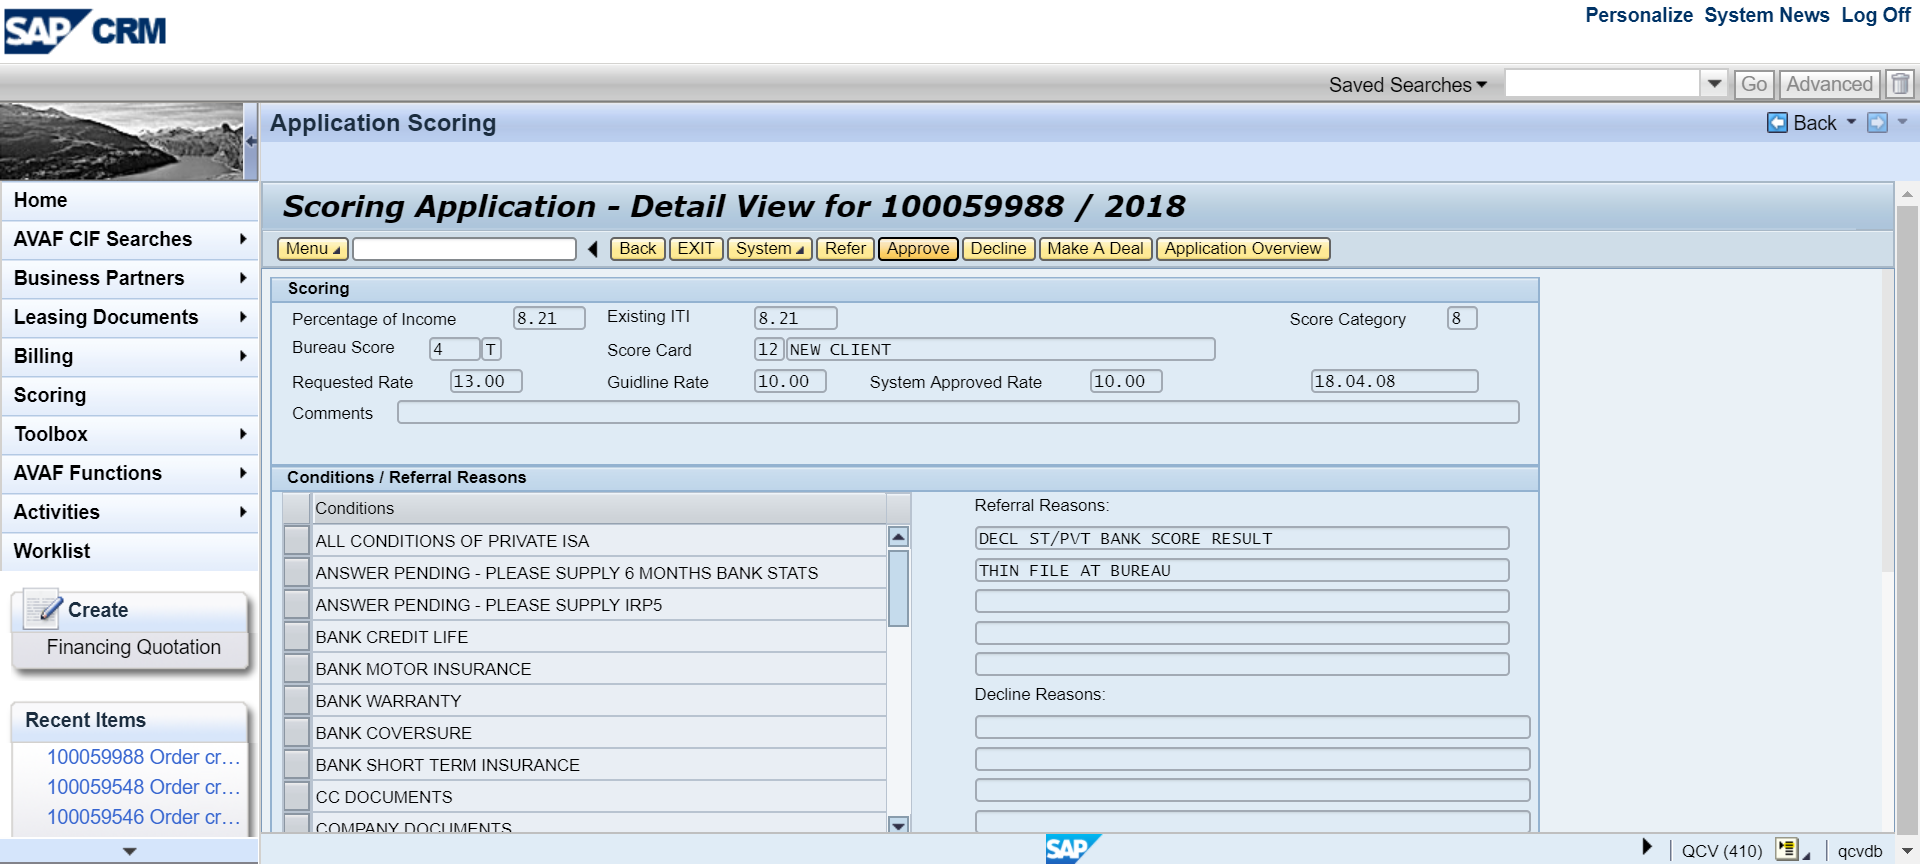 SAP CRM
Personalize System News Log Off
Saved Searches Go Advanced
Application Scoring
Back
Home
AVAF CIF Searches
Business Partners
Leasing Documents
Billing
Scoring
Toolbox
AVAF Functions
Activities
Worklist
Create
Financing Quotation
Recent Items
100059988 Order cr...
100059548 Order cr...
100059546 Order cr...
Scoring Application - Detail View for 100059988 / 2018
Menu Back EXIT System Refer Approve Decline Make A Deal Application Overview
Scoring
Percentage of Income 8.21 Existing ITI 8.21 Score Category 8
Bureau Score 4 T Score Card 12 NEW CLIENT
Requested Rate 13.00 Guidline Rate 10.00 System Approved Rate 10.00 18.04.08
Comments
Conditions / Referral Reasons
Conditions
ALL CONDITIONS OF PRIVATE ISA
ANSWER PENDING - PLEASE SUPPLY 6 MONTHS BANK STATS
ANSWER PENDING - PLEASE SUPPLY IRP5
BANK CREDIT LIFE
BANK MOTOR INSURANCE
BANK WARRANTY
BANK COVERSURE
BANK SHORT TERM INSURANCE
CC DOCUMENTS
COMPANY DOCUMENTS
Referral Reasons:
DECL ST/PVT BANK SCORE RESULT
THIN FILE AT BUREAU
Decline Reasons:
SAP
QCV (410) qcvdb